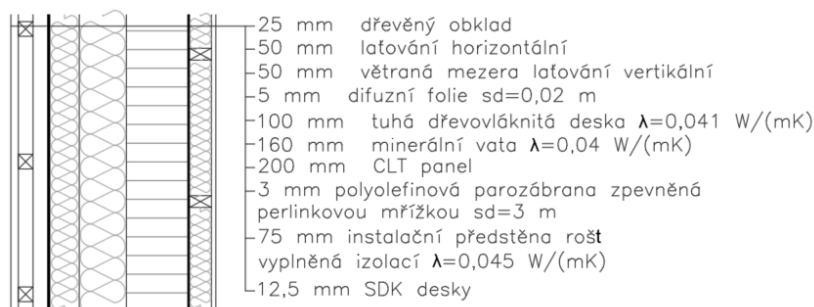 25 mm dřevěný obklad
50 mm laťování horizontální
50 mm větraná mezera laťování vertikální
5 mm difuzní folie sd=0,02 m
100 mm tuhá dřevovláknitá deska λ=0,041 W/(mK)
160 mm minerální vata λ=0,04 W/(mK)
200 mm CLT panel
3 mm polyolefinová parozábrana zpevněná
perlinkovou mřížkou sd=3 m
75 mm instalační předstěna rošt
vyplněná izolací λ=0,045 W/(mK)
12,5 mm SDK desky